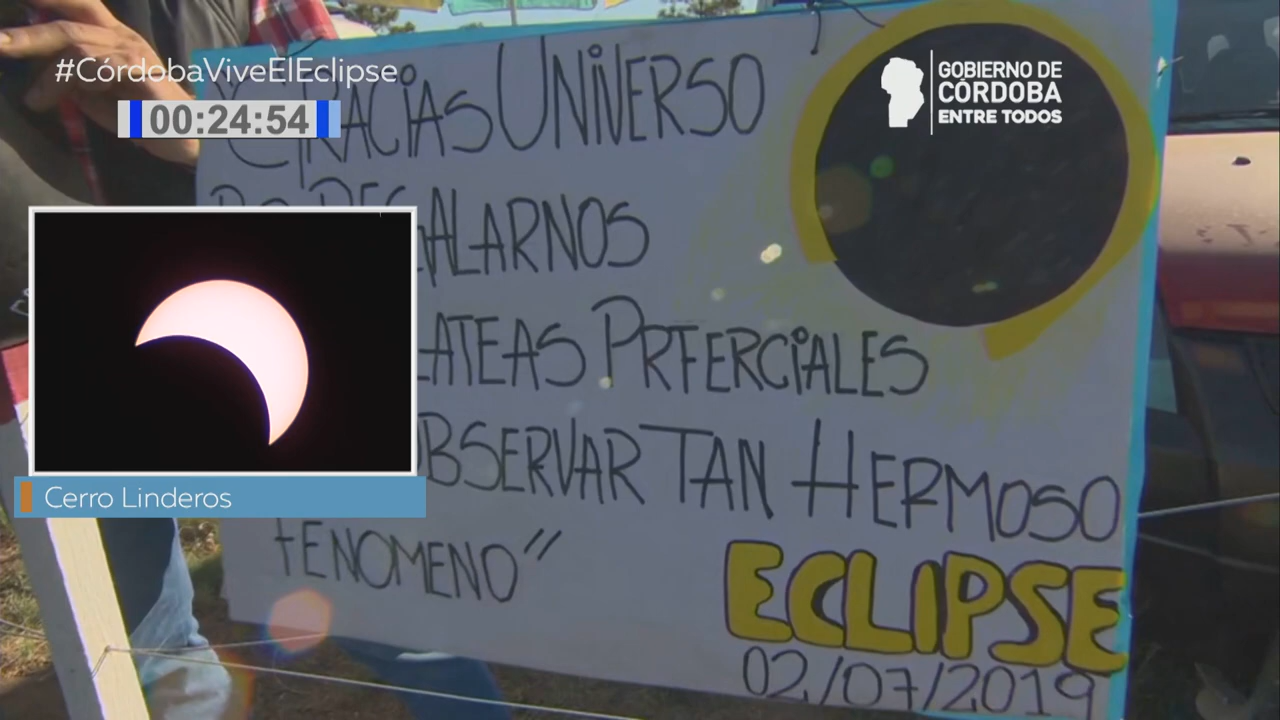 #CórdobaViveElEclipse
00:24:54
GOBIERNO DE
CÓRDOBA
ENTRE TODOS
"GRACIAS UNIVERSO
REGALARNOS
LATEAS PRFERCIALES
OBSERVAR TAN HERMOSO
FENOMENO"
ECLIPSE
02/07/2019
Cerro Linderos